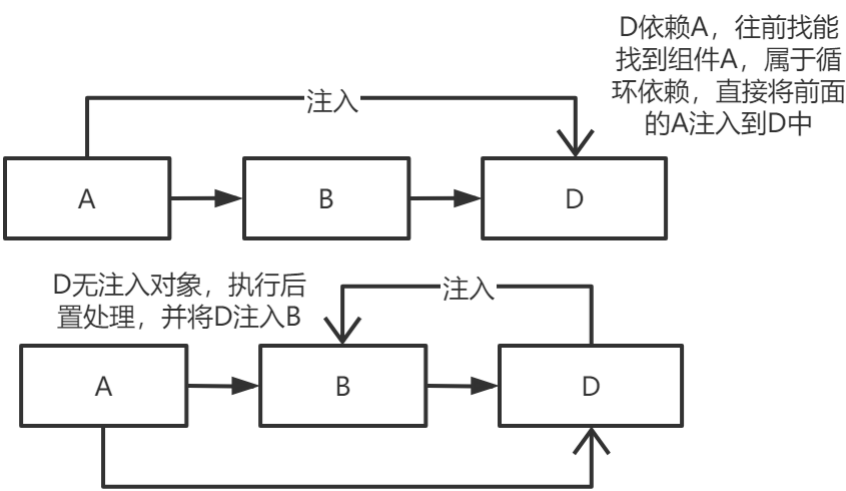 D依赖A，往前找能
找到组件A，属于循
环依赖，直接将前面
的A注入到D中
注入
A
B
D
D无注入对象，执行后
置处理，并将D注入B
注入
A
B
D